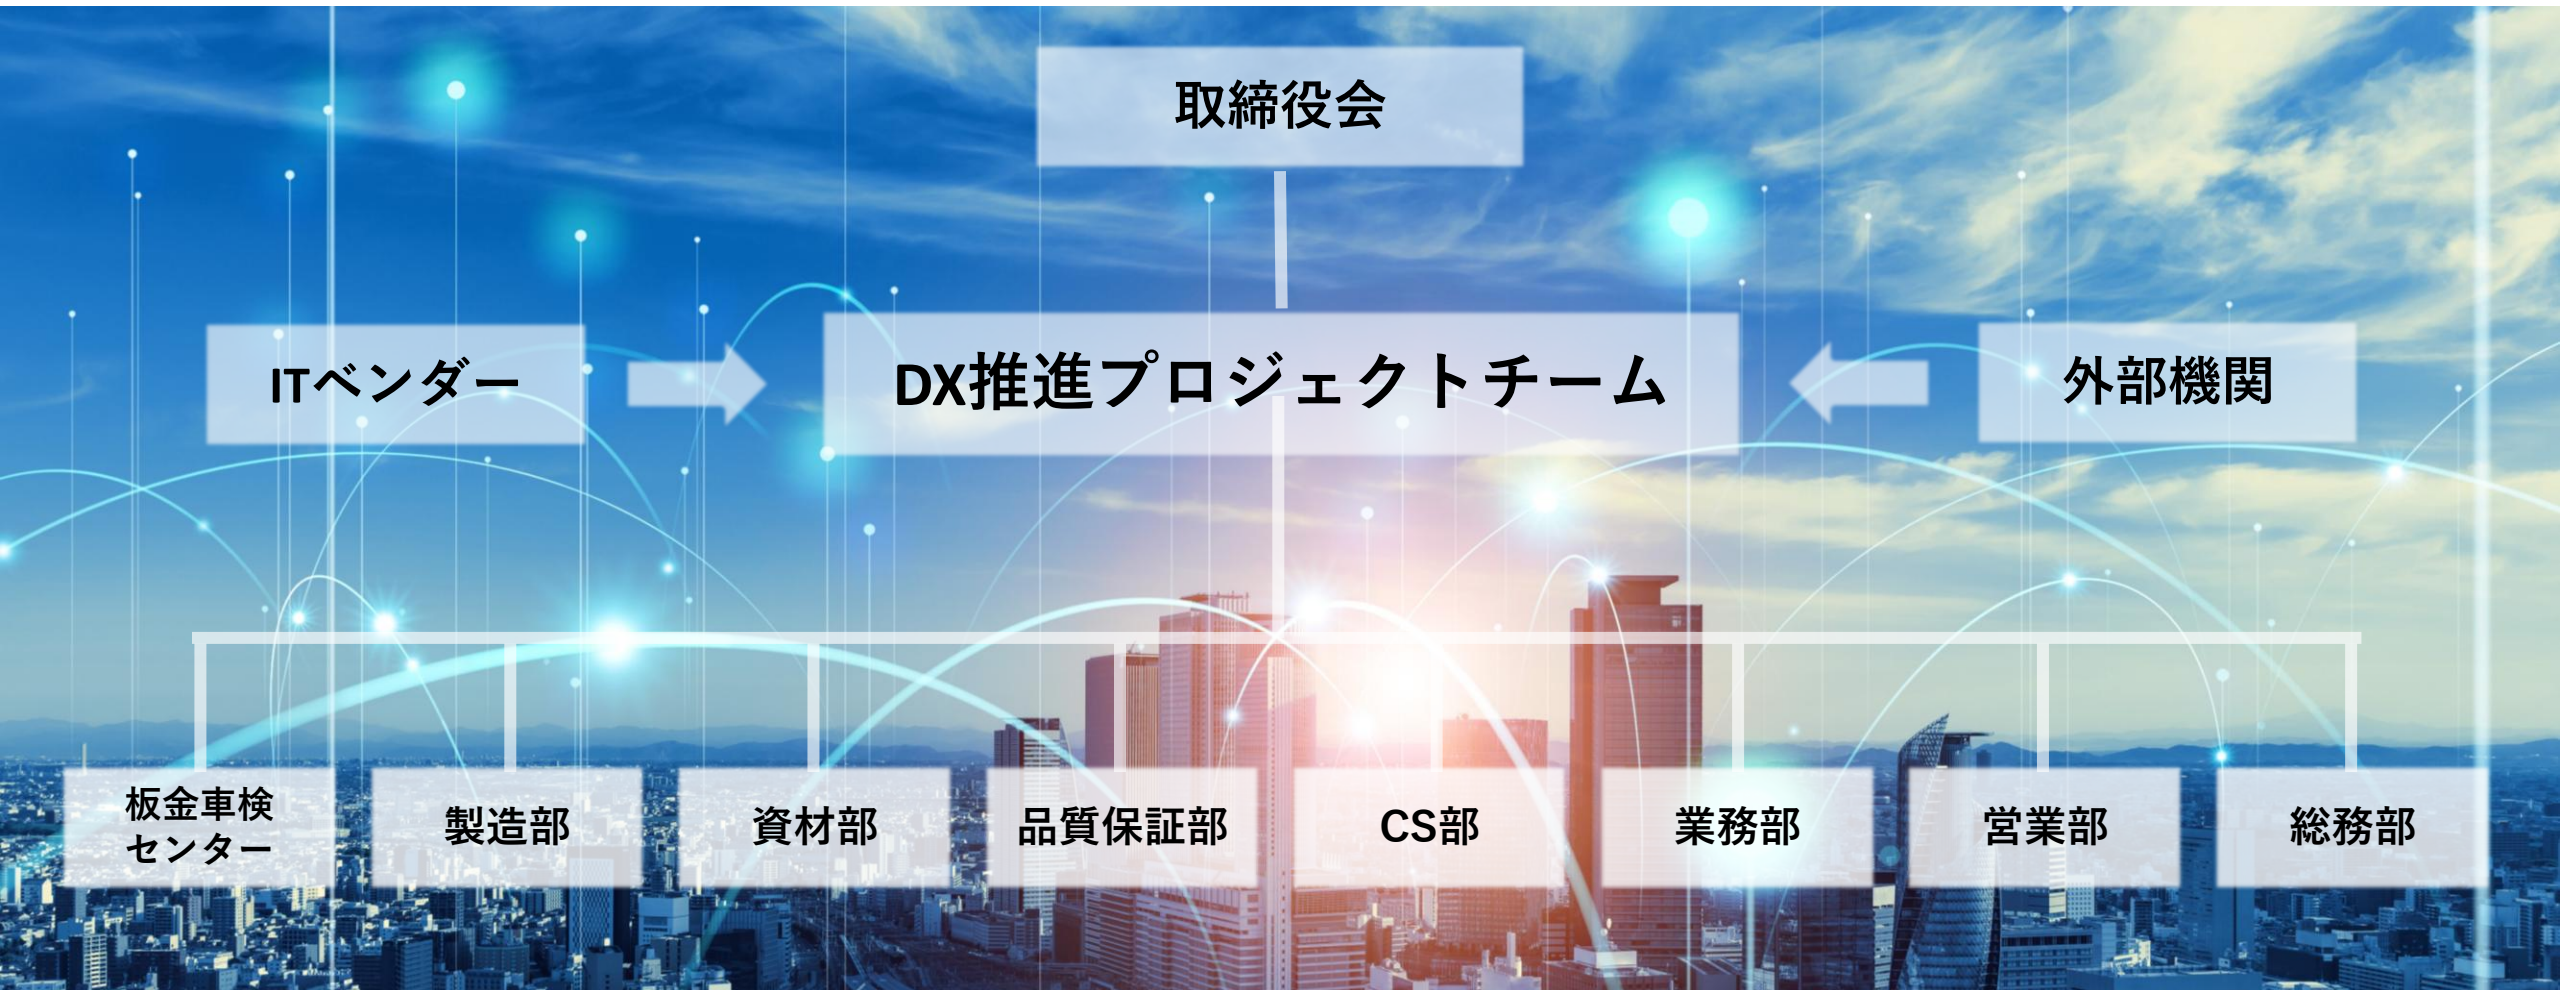 取締役会
ITベンダー
DX推進プロジェクトチーム
外部機関
板金車検
センター
製造部
資材部
品質保証部
CS部
業務部
営業部
総務部